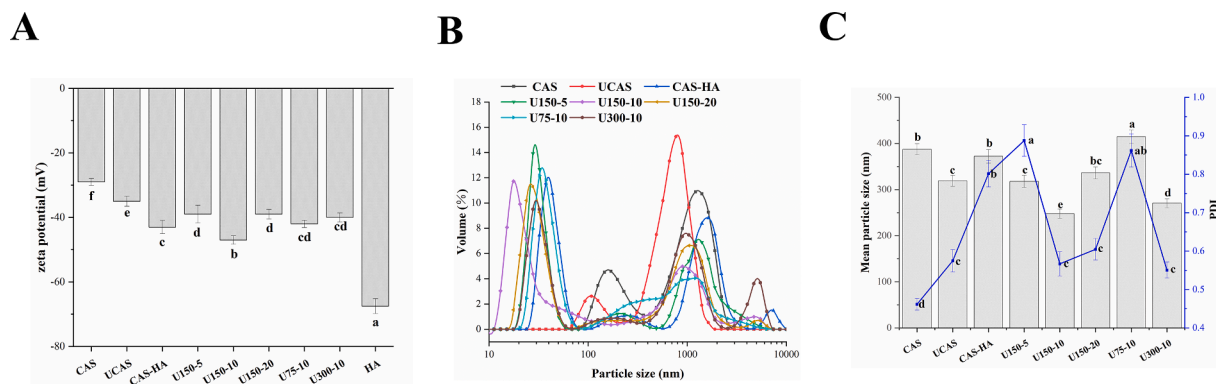 A
B
C
0
-20
-40
-60
-80
zeta potential (mV)
f
e
c
d
b
d
cd
cd
a
CAS
UCAS
CAS-HA
U150-5
U150-10
U150-20
U75-10
U300-10
HA
CAS UCAS CAS-HA
U150-5 U150-10 U150-20
U75-10 U300-10
18
16
14
12
10
8
6
4
2
0
Volume (%)
10 100 1000 10000
Particle size (nm)
500
400
300
200
100
0
Mean particle size (nm)
b
c
b
c
e
bc
a
d
d
c
b
a
c
c
ab
c
1.0
0.9
0.8
0.7
0.6
0.5
0.4
PDI
CAS
UCAS
CAS-HA
U150-5
U150-10
U150-20
U75-10
U300-10